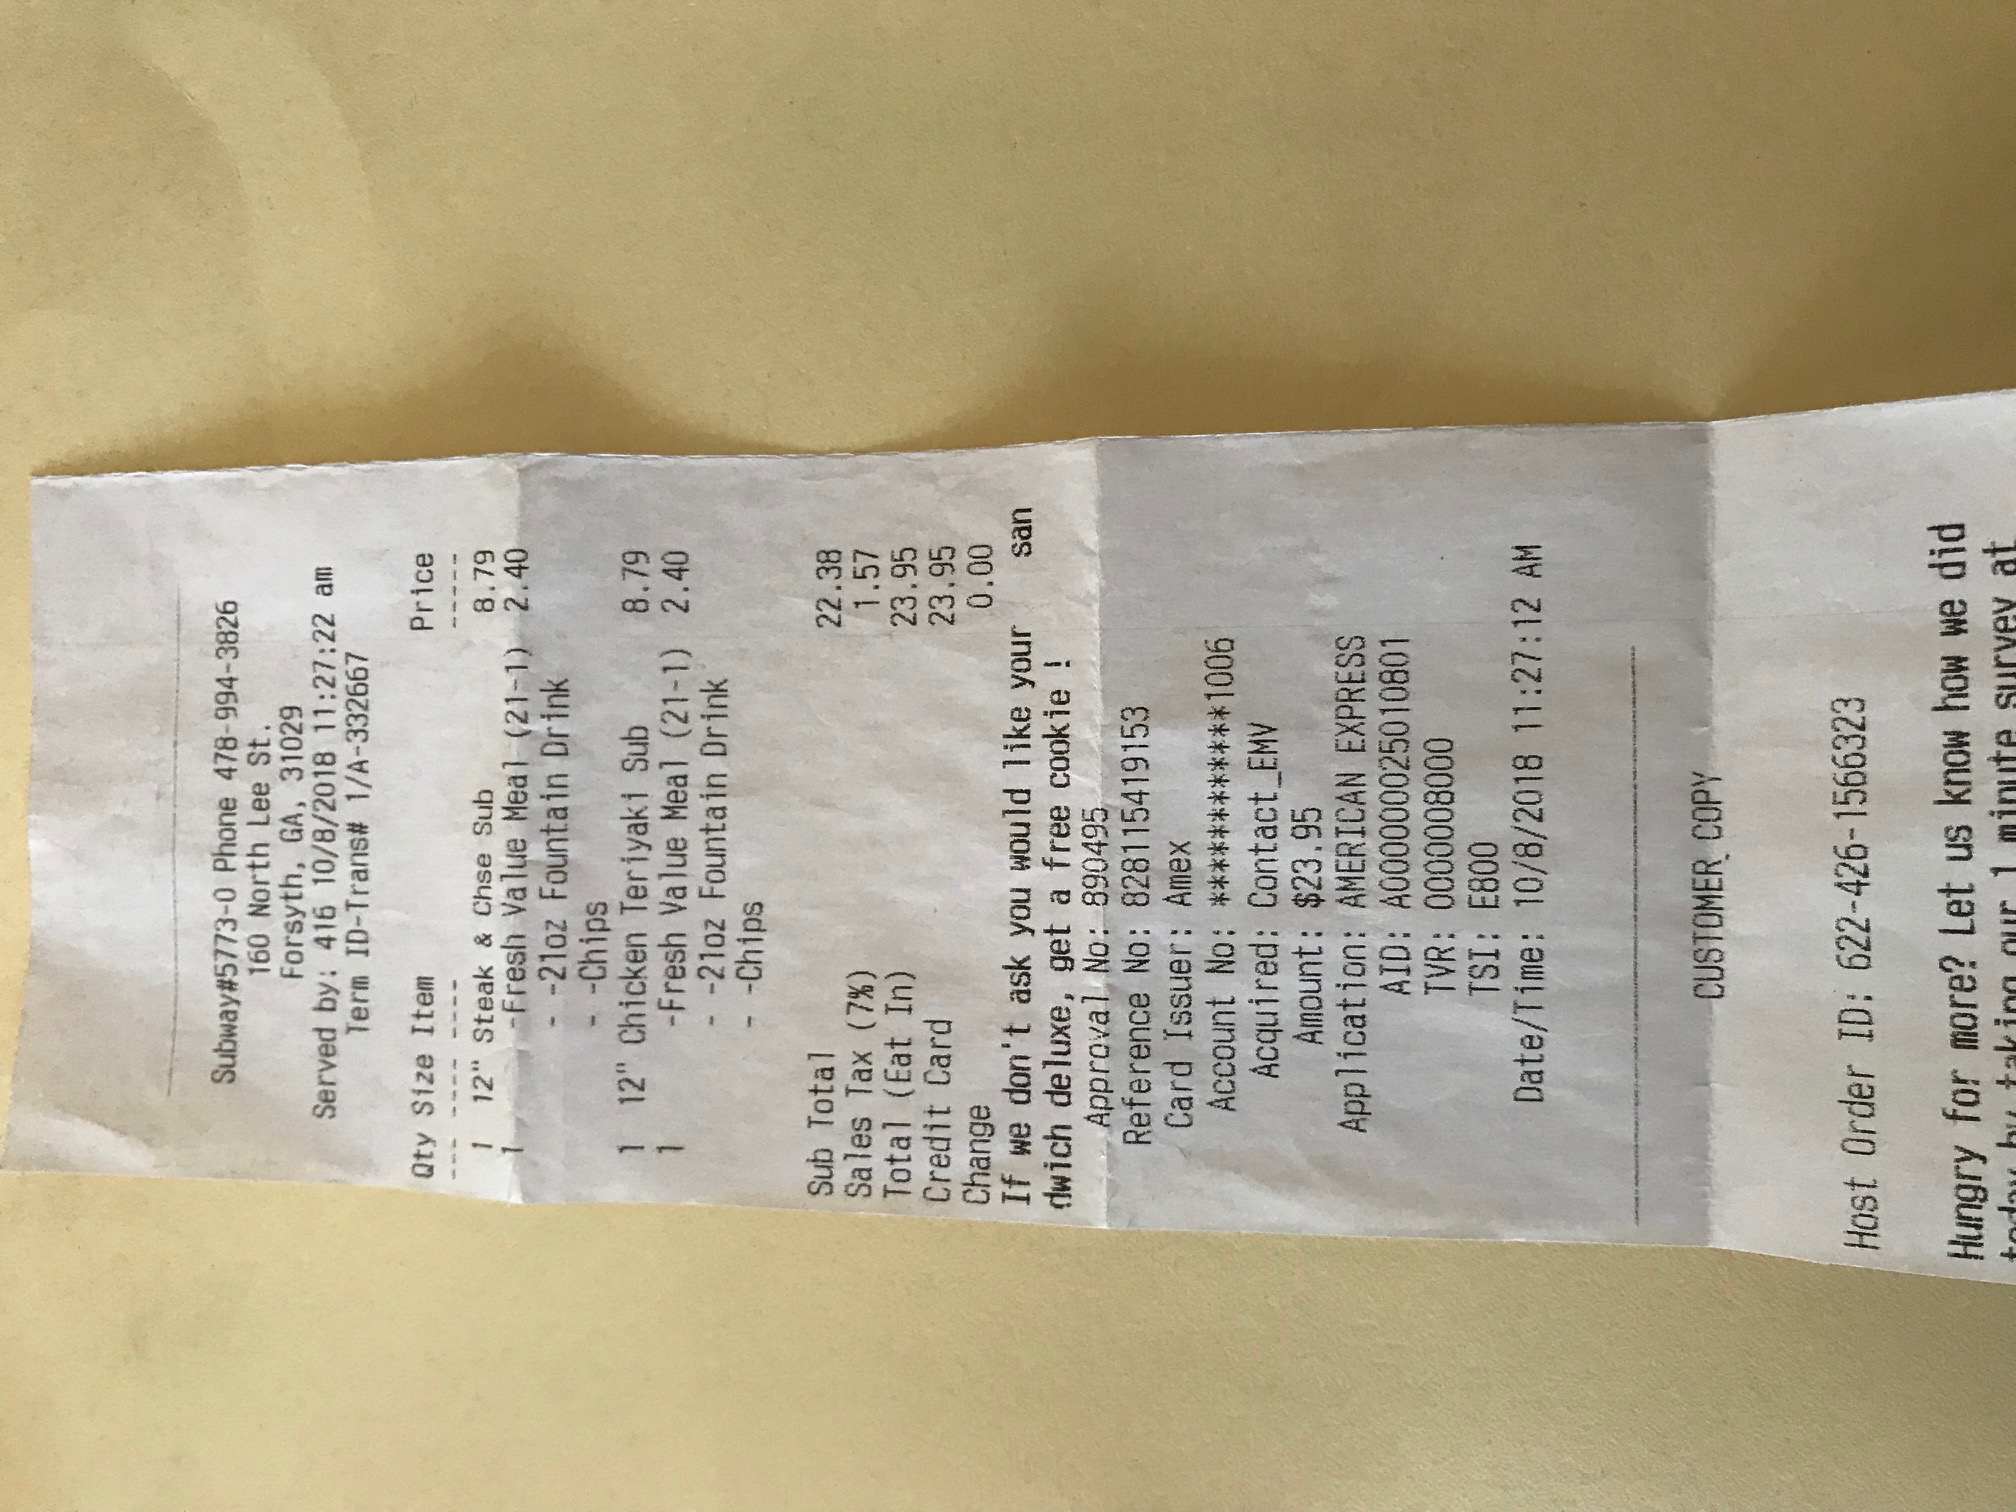 Subway#5773-0 Phone 478-994-3826
160 North Lee St.
Forsyth, GA, 31029
Served by: 416 10/8/2018 11:27:22 am
Term ID-Trans# 1/A-332667
Qty Size Item Price
--- ---- ---- -----
1 12" Steak & Chse Sub 8.79
1 -Fresh Value Meal (21-1) 2.40
- -21oz Fountain Drink
- -Chips
1 12" Chicken Teriyaki Sub 8.79
1 -Fresh Value Meal (21-1) 2.40
- -21oz Fountain Drink
- -Chips
Sub Total 22.38
Sales Tax (7%) 1.57
Total (Eat In) 23.95
Credit Card 23.95
Change 0.00
If we don't ask you would like your san
dwich deluxe, get a free cookie !
Approval No: 890495
Reference No: 828115419153
Card Issuer: Amex
Account No: ************1006
Acquired: Contact_EMV
Amount: $23.95
Application: AMERICAN EXPRESS
AID: A000000025010801
TVR: 0000008000
TSI: E800
Date/Time: 10/8/2018 11:27:12 AM
CUSTOMER COPY
Host Order ID: 622-426-1566323
Hungry for more? Let us know how we did
today by taking our 1 minute survey at